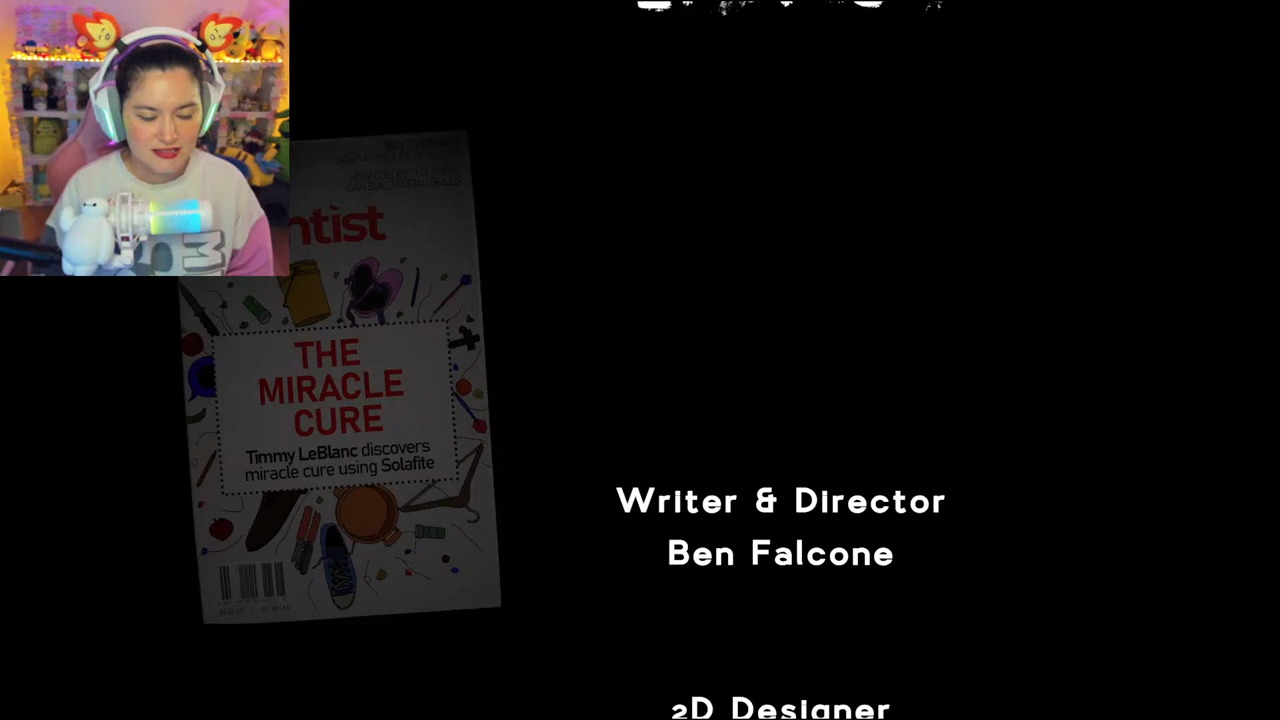 ntist
THE
MIRACLE
CURE
Timmy LeBlanc discovers
miracle cure using Solafite
Writer & Director
Ben Falcone
2D Designer